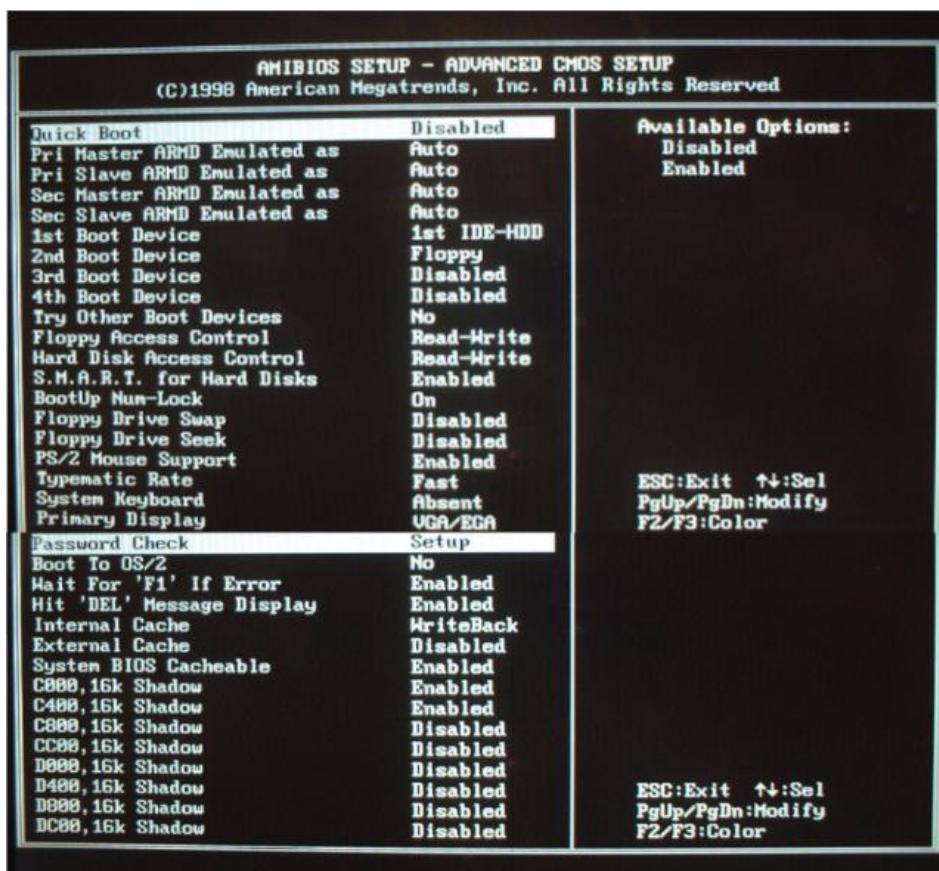 AMIBIOS SETUP - ADVANCED CMOS SETUP
(C)1998 American Megatrends, Inc. All Rights Reserved
Quick Boot Disabled
Pri Master ARMD Emulated as Auto
Pri Slave ARMD Emulated as Auto
Sec Master ARMD Emulated as Auto
Sec Slave ARMD Emulated as Auto
1st Boot Device 1st IDE-HDD
2nd Boot Device Floppy
3rd Boot Device Disabled
4th Boot Device Disabled
Try Other Boot Devices No
Floppy Access Control Read-Write
Hard Disk Access Control Read-Write
S.M.A.R.T. for Hard Disks Enabled
BootUp Num-Lock On
Floppy Drive Swap Disabled
Floppy Drive Seek Disabled
PS/2 Mouse Support Enabled
Typematic Rate Fast
System Keyboard Absent
Primary Display VGA/EGA
Available Options:
Disabled
Enabled
ESC:Exit ↑↓:Sel
PgUp/PgDn:Modify
F2/F3:Color
Password Check Setup
Boot To OS/2 No
Wait For 'F1' If Error Enabled
Hit 'DEL' Message Display Enabled
Internal Cache WriteBack
External Cache Disabled
System BIOS Cacheable Enabled
C000,16k Shadow Enabled
C400,16k Shadow Enabled
C800,16k Shadow Disabled
CC00,16k Shadow Disabled
D000,16k Shadow Disabled
D400,16k Shadow Disabled
D800,16k Shadow Disabled
DC00,16k Shadow Disabled
ESC:Exit ↑↓:Sel
PgUp/PgDn:Modify
F2/F3:Color